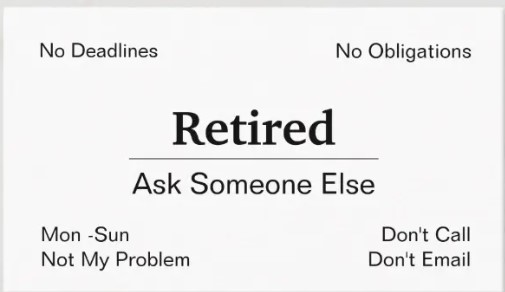 No Deadlines
No Obligations
Retired
Ask Someone Else
Mon -Sun
Not My Problem
Don't Call
Don't Email